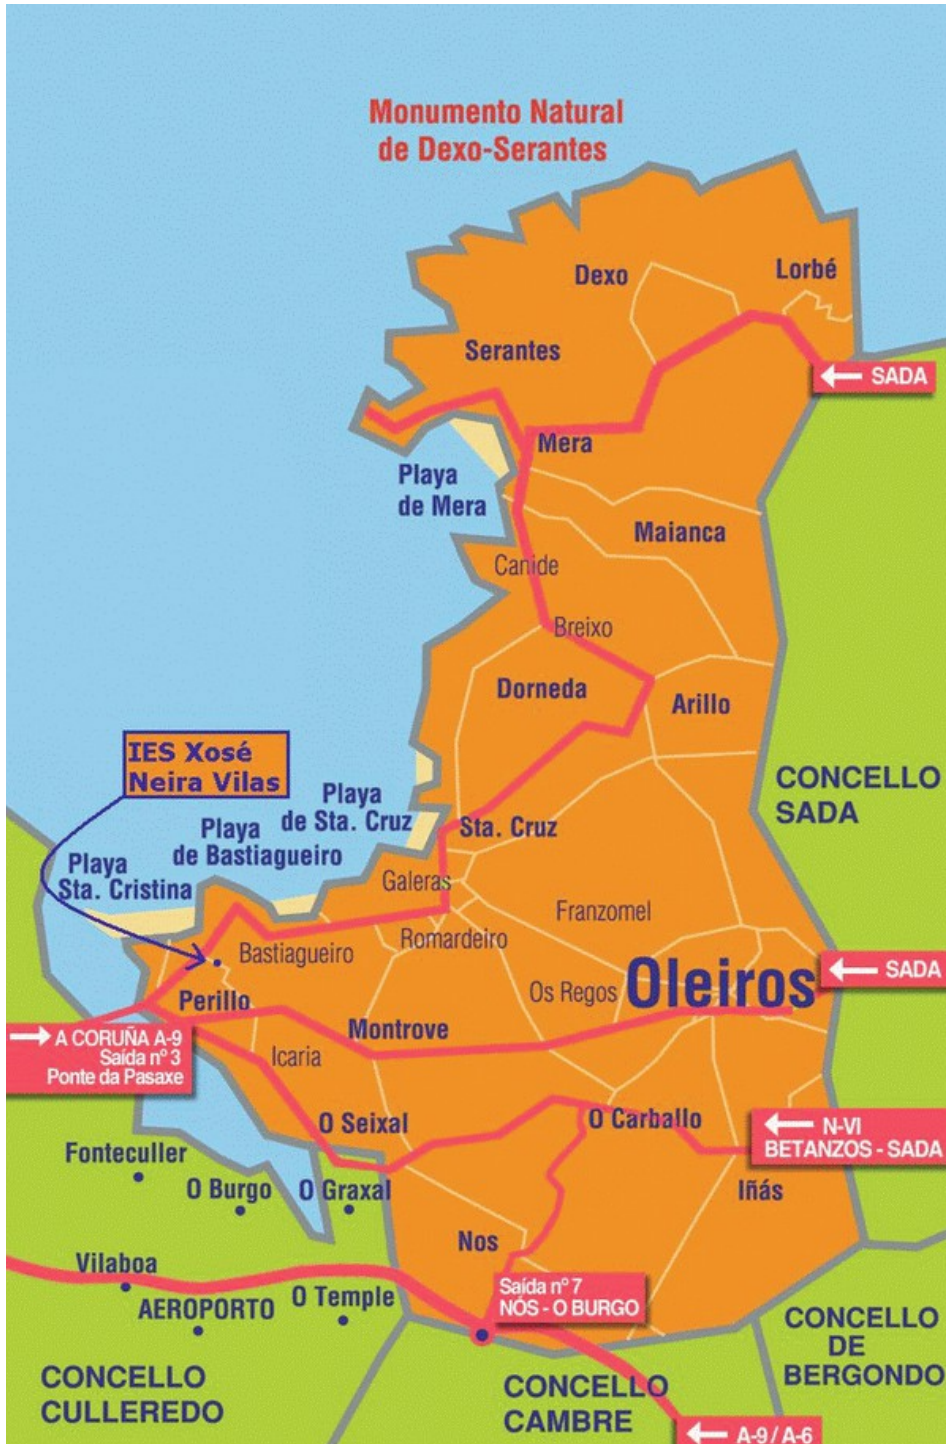 Monumento Natural
de Dexo-Serantes
Dexo
Lorbé
Serantes
← SADA
Mera
Playa
de Mera
Maianca
Canide
Breixo
Dorneda
Arillo
IES Xosé
Neira Vilas
CONCELLO
SADA
Playa
de Sta. Cruz
Playa
de Bastiagueiro
Sta. Cruz
Playa
Sta. Cristina
Galeras
Franzomel
Romardeiro
Bastiagueiro
← SADA
Os Regos
Oleiros
Perillo
Montrove
→ A CORUÑA A-9
Saída nº 3
Ponte da Pasaxe
Icaria
O Seixal
O Carballo
← N-VI
BETANZOS - SADA
Fonteculler
O Burgo
O Graxal
Iñás
Nos
Vilaboa
AEROPORTO
O Temple
Saída nº 7
NÓS - O BURGO
CONCELLO
DE
BERGONDO
CONCELLO
CULLEREDO
CONCELLO
CAMBRE
← A-9 / A-6